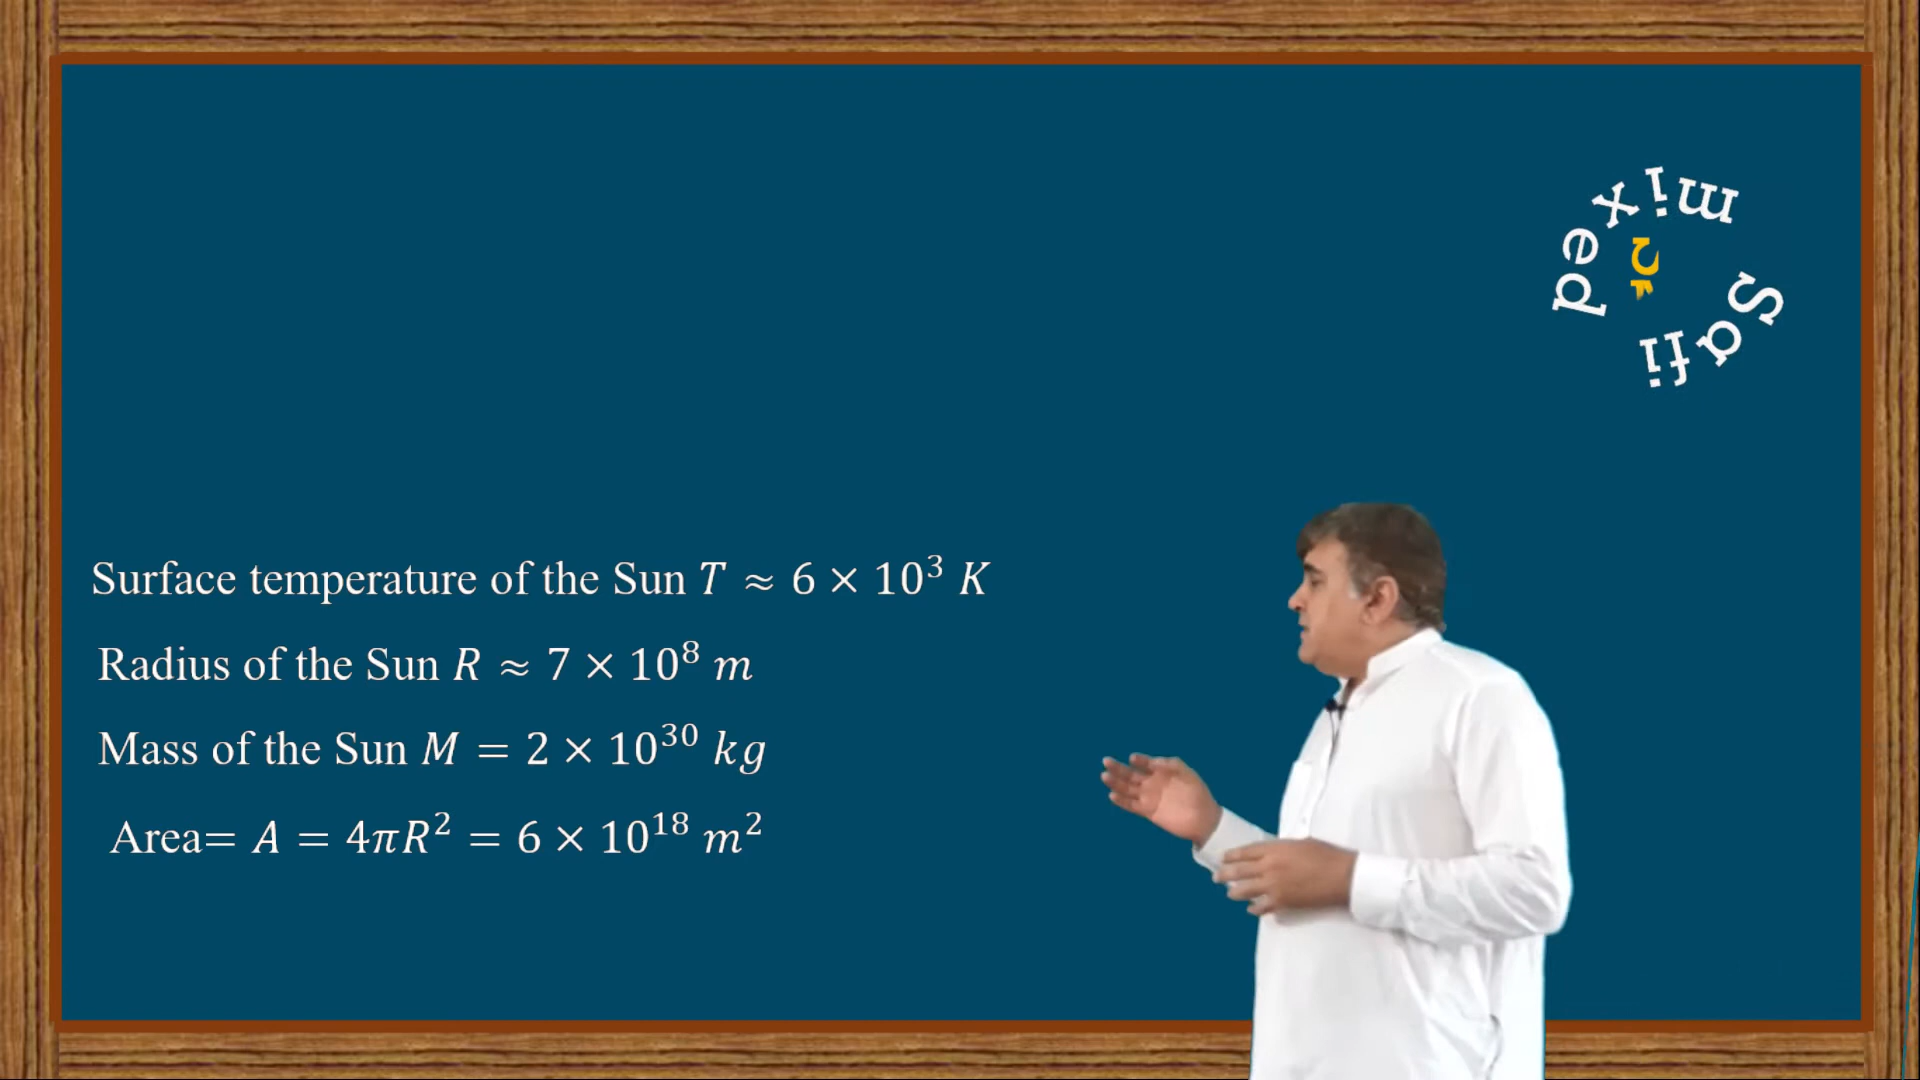 mixed
Safi
Surface temperature of the Sun T ≈ 6 × 10³ K
Radius of the Sun R ≈ 7 × 10⁸ m
Mass of the Sun M = 2 × 10³⁰ kg
Area= A = 4πR² = 6 × 10¹⁸ m²